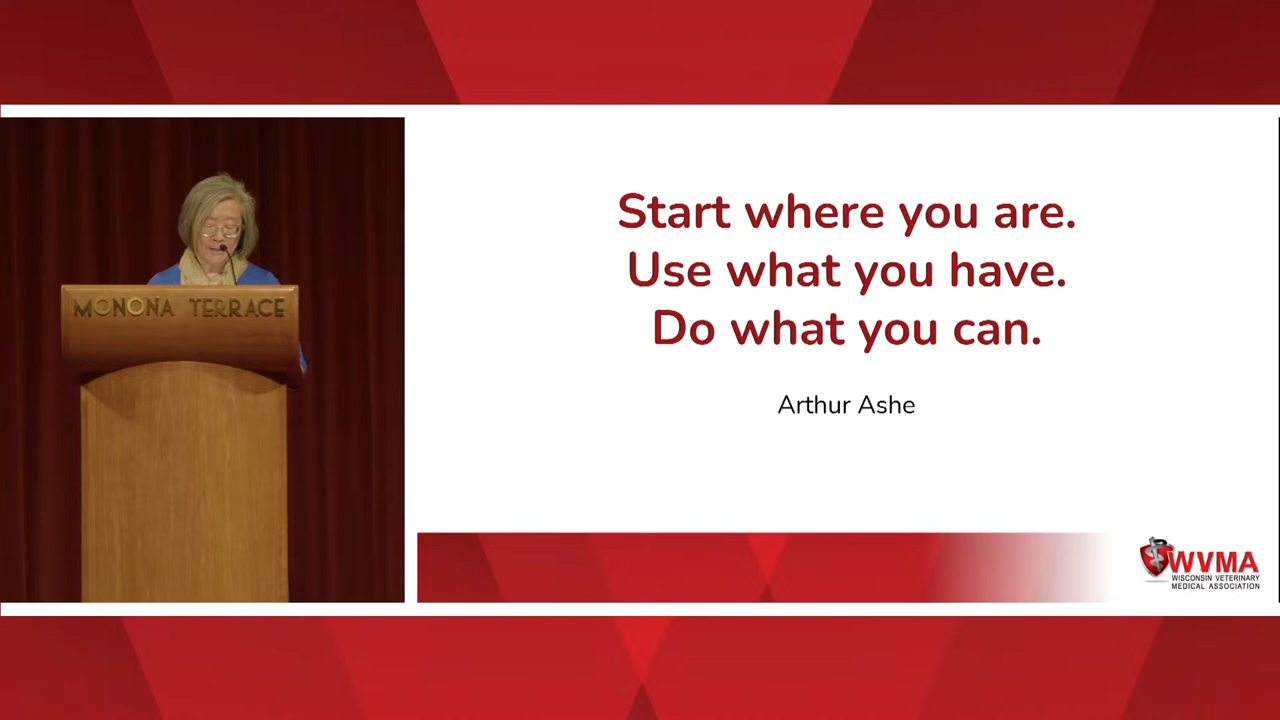 MONONA TERRACE
Start where you are.
Use what you have.
Do what you can.
Arthur Ashe
WVMA
WISCONSIN VETERINARY
MEDICAL ASSOCIATION